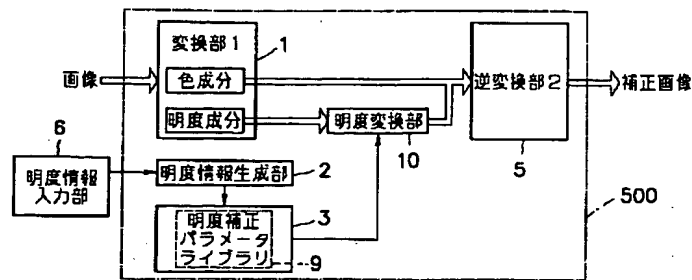 画像
変換部1
色成分
明度成分
1
明度変換部
10
逆変換部2
5
補正画像
6
明度情報
入力部
明度情報生成部
2
明度補正
パラメータ
ライブラリ
3
9
500